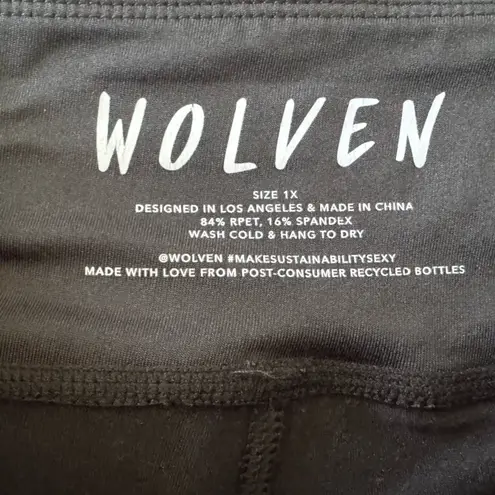 WOLVEN
SIZE 1X
DESIGNED IN LOS ANGELES & MADE IN CHINA
84% RPET, 16% SPANDEX
WASH COLD & HANG TO DRY
@WOLVEN #MAKESUSTAINABILITYSEXY
MADE WITH LOVE FROM POST-CONSUMER RECYCLED BOTTLES